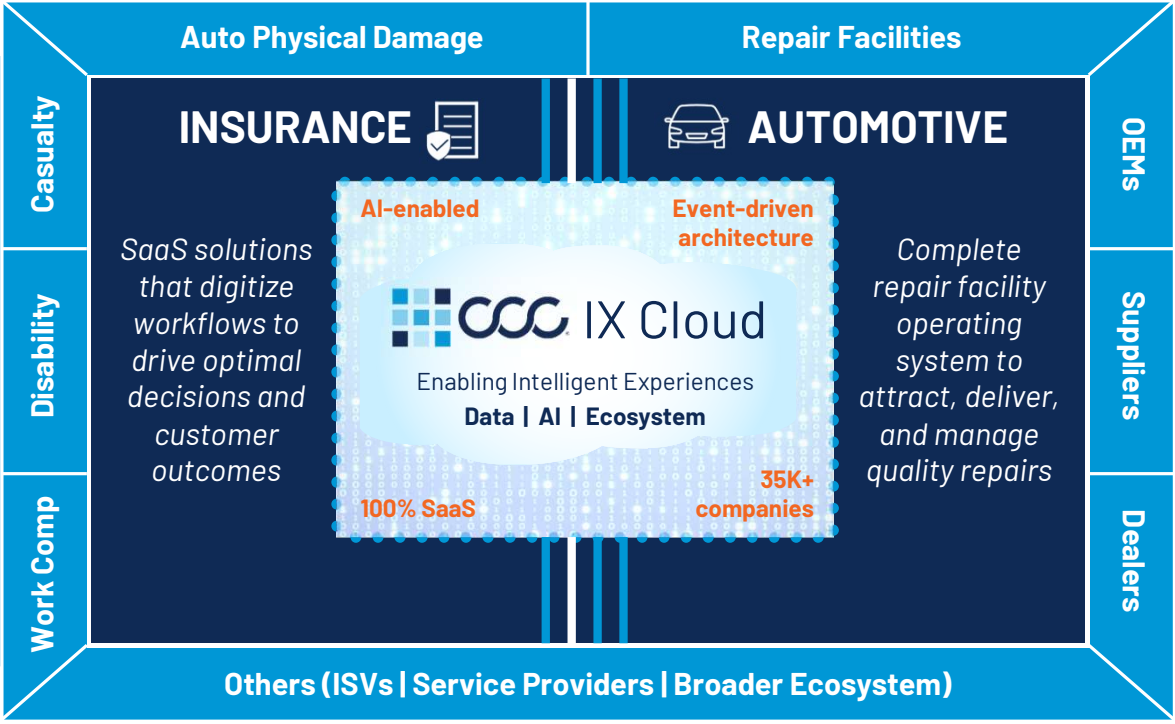 Auto Physical Damage
Repair Facilities
Casualty
Disability
Work Comp
INSURANCE
SaaS solutions
that digitize
workflows to
drive optimal
decisions and
customer
outcomes
AI-enabled
Event-driven
architecture
CCC IX Cloud
Enabling Intelligent Experiences
Data | AI | Ecosystem
100% SaaS
35K+
companies
AUTOMOTIVE
Complete
repair facility
operating
system to
attract, deliver,
and manage
quality repairs
OEMs
Suppliers
Dealers
Others (ISVs | Service Providers | Broader Ecosystem)